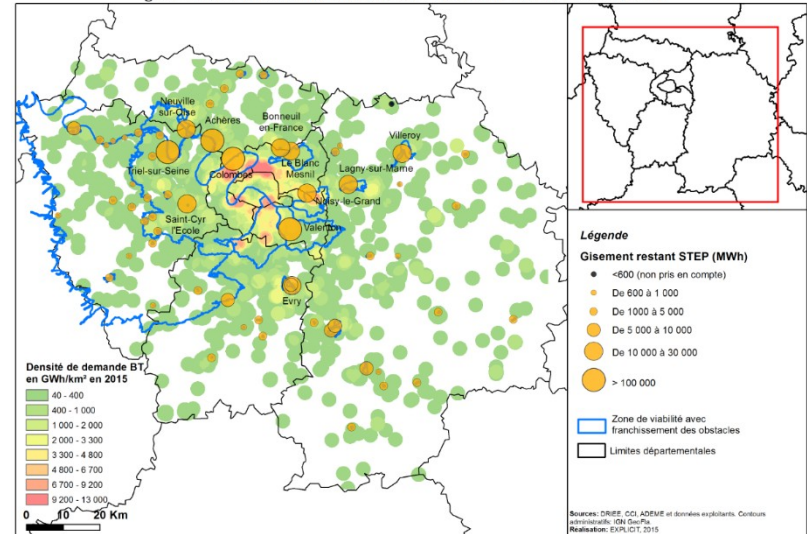 Neuville
sur-Oise
Achères
Bonneuil
en-France
Villeroy
Triel-sur-Seine
Colombes
Le Blanc
Mesnil
Lagny-sur-Marne
Noisy-le-Grand
Saint-Cyr
l'Ecole
Valenton
Evry
Densité de demande BT
en GWh/km² en 2015
40 - 400
400 - 1 000
1 000 - 2 000
2 000 - 3 300
3 300 - 4 800
4 800 - 6 700
6 700 - 9 200
9 200 - 13 000
0 10 20 Km
Légende
Gisement restant STEP (MWh)
<600 (non pris en compte)
De 600 à 1 000
De 1000 à 5 000
De 5 000 à 10 000
De 10 000 à 30 000
> 100 000
Zone de viabilité avec
franchissement des obstacles
Limites départementales
Sources: DRIEE, CCI, ADEME et données exploitants. Contours
administratifs: IGN GeoFla
Réalisation: EXPLICIT, 2015